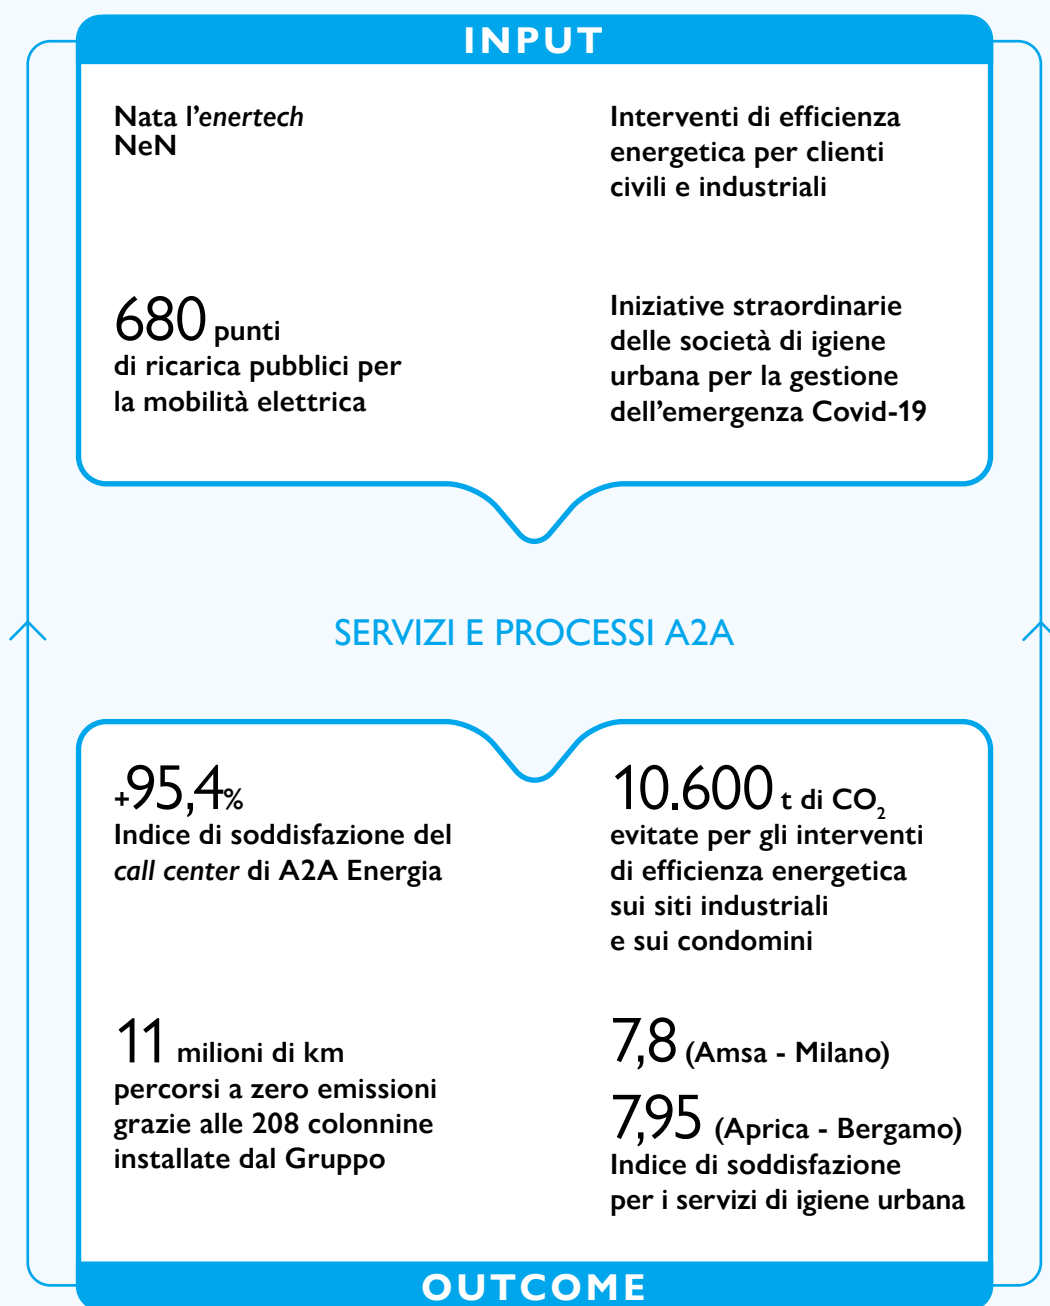 INPUT
Nata l'enertech
NeN
Interventi di efficienza
energetica per clienti
civili e industriali
680 punti
di ricarica pubblici per
la mobilità elettrica
Iniziative straordinarie
delle società di igiene
urbana per la gestione
dell'emergenza Covid-19
SERVIZI E PROCESSI A2A
+95,4%
Indice di soddisfazione del
call center di A2A Energia
10.600 t di CO₂
evitate per gli interventi
di efficienza energetica
sui siti industriali
e sui condomini
11 milioni di km
percorsi a zero emissioni
grazie alle 208 colonnine
installate dal Gruppo
7,8 (Amsa - Milano)
7,95 (Aprica - Bergamo)
Indice di soddisfazione
per i servizi di igiene urbana
OUTCOME